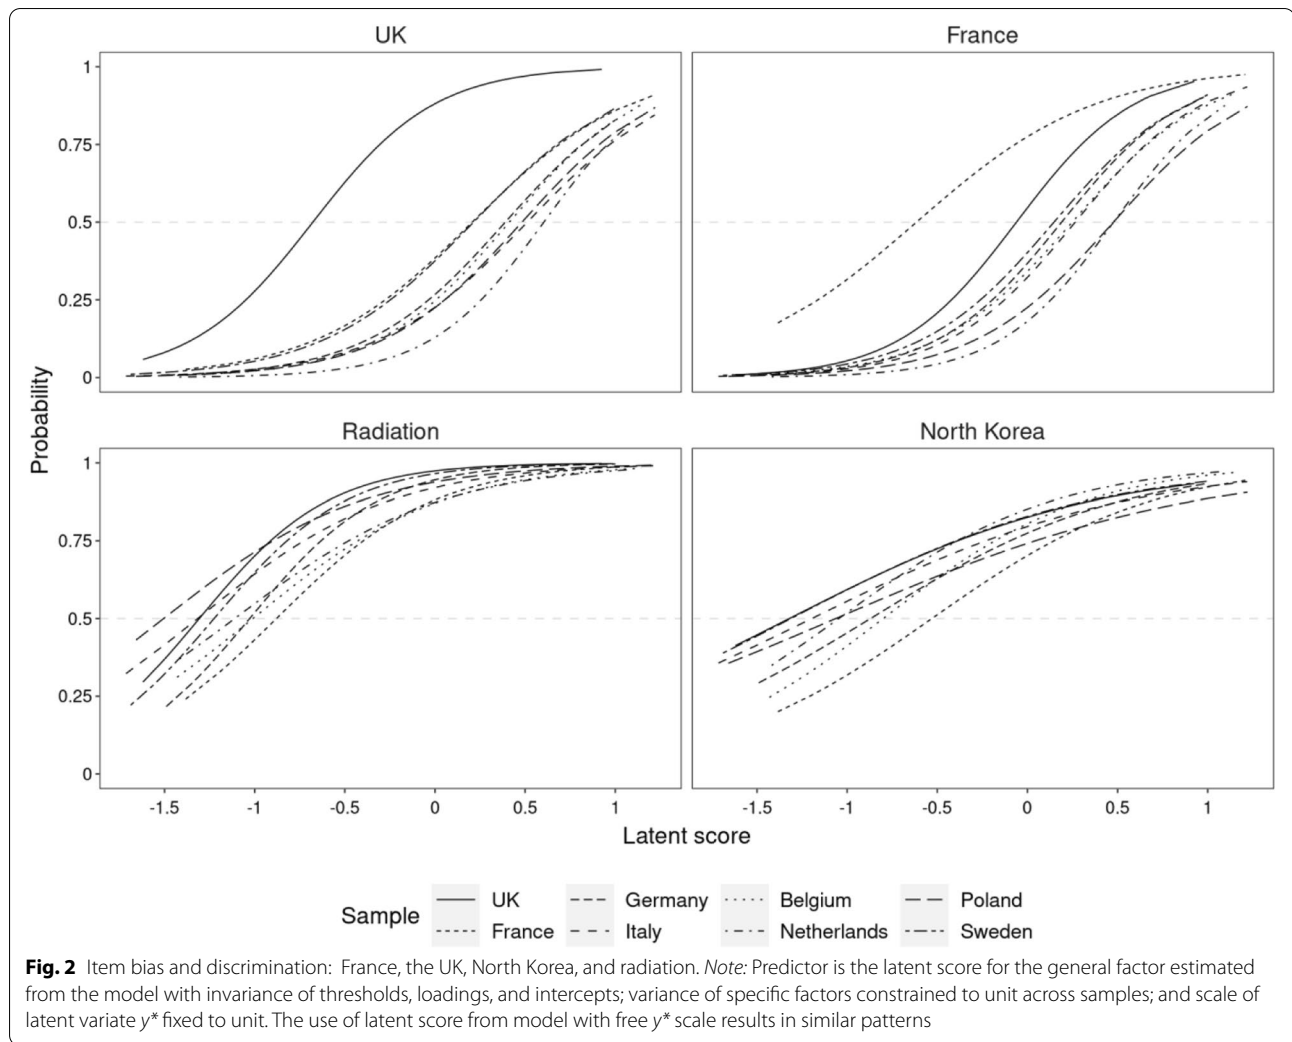 UK
France
1
0.75
0.5
0.25
0
Probability
Radiation
North Korea
1
0.75
0.5
0.25
0
-1.5 -1 -0.5 0 0.5 1
-1.5 -1 -0.5 0 0.5 1
Latent score
Sample
UK Germany Belgium Poland
France Italy Netherlands Sweden
Fig. 2 Item bias and discrimination: France, the UK, North Korea, and radiation. Note: Predictor is the latent score for the general factor estimated
from the model with invariance of thresholds, loadings, and intercepts; variance of specific factors constrained to unit across samples; and scale of
latent variate y* fixed to unit. The use of latent score from model with free y* scale results in similar patterns